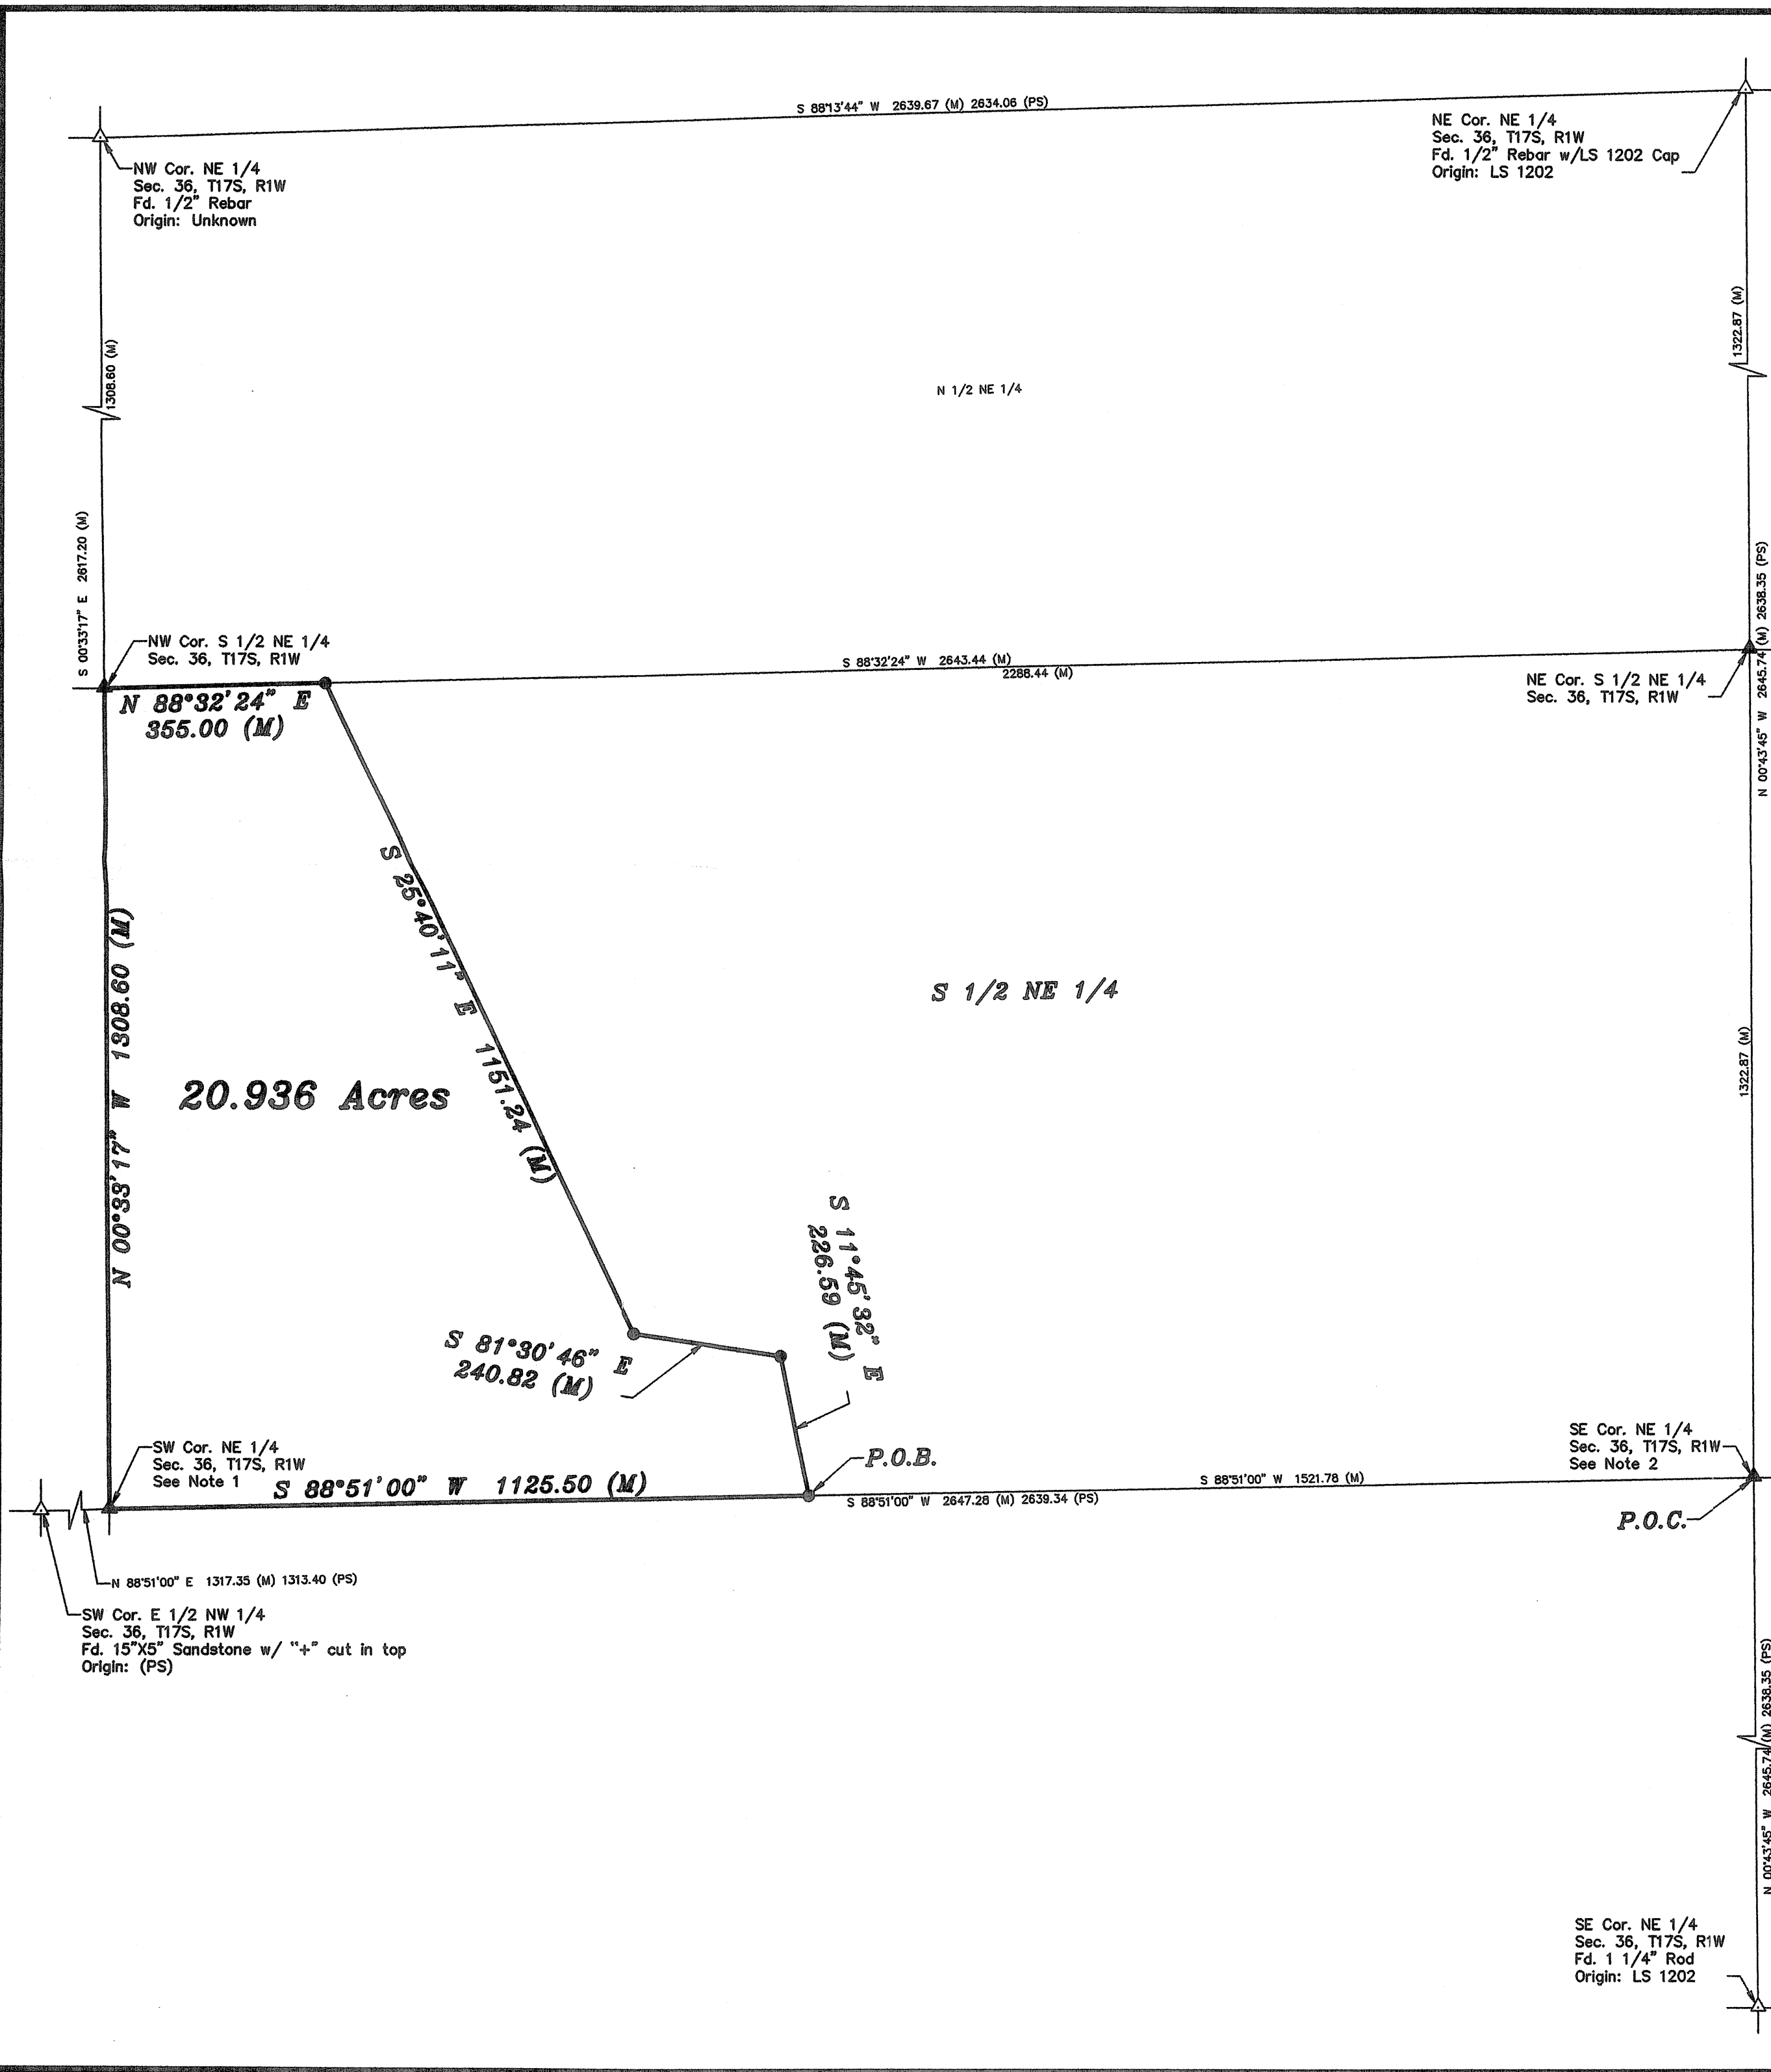 S 88°13'44" W 2639.67 (M) 2634.06 (PS)
NW Cor. NE 1/4
Sec. 36, T17S, R1W
Fd. 1/2" Rebar
Origin: Unknown
NE Cor. NE 1/4
Sec. 36, T17S, R1W
Fd. 1/2" Rebar w/LS 1202 Cap
Origin: LS 1202
1308.60 (M)
1322.87 (M)
N 1/2 NE 1/4
S 00°33'17" E 2617.20 (M)
N 00°43'45" W 2645.74 (M) 2638.35 (PS)
NW Cor. S 1/2 NE 1/4
Sec. 36, T17S, R1W
S 88°32'24" W 2643.44 (M)
2288.44 (M)
NE Cor. S 1/2 NE 1/4
Sec. 36, T17S, R1W
N 88°32'24" E
355.00 (M)
S 25°40'11" E 1151.24 (M)
N 00°33'17" W 1308.60 (M)
S 1/2 NE 1/4
20.936 Acres
1322.87 (M)
S 11°45'32" E
226.59 (M)
S 81°30'46" E
240.82 (M)
SW Cor. NE 1/4
Sec. 36, T17S, R1W
See Note 1
S 88°51'00" W 1125.50 (M)
P.O.B.
S 88°51'00" W 2647.28 (M) 2639.34 (PS)
S 88°51'00" W 1521.78 (M)
SE Cor. NE 1/4
Sec. 36, T17S, R1W
See Note 2
P.O.C.
N 88°51'00" E 1317.35 (M) 1313.40 (PS)
SW Cor. E 1/2 NW 1/4
Sec. 36, T17S, R1W
Fd. 15"X5" Sandstone w/ "+" cut in top
Origin: (PS)
N 00°43'45" W 2645.74 (M) 2638.35 (PS)
SE Cor. NE 1/4
Sec. 36, T17S, R1W
Fd. 1 1/4" Rod
Origin: LS 1202